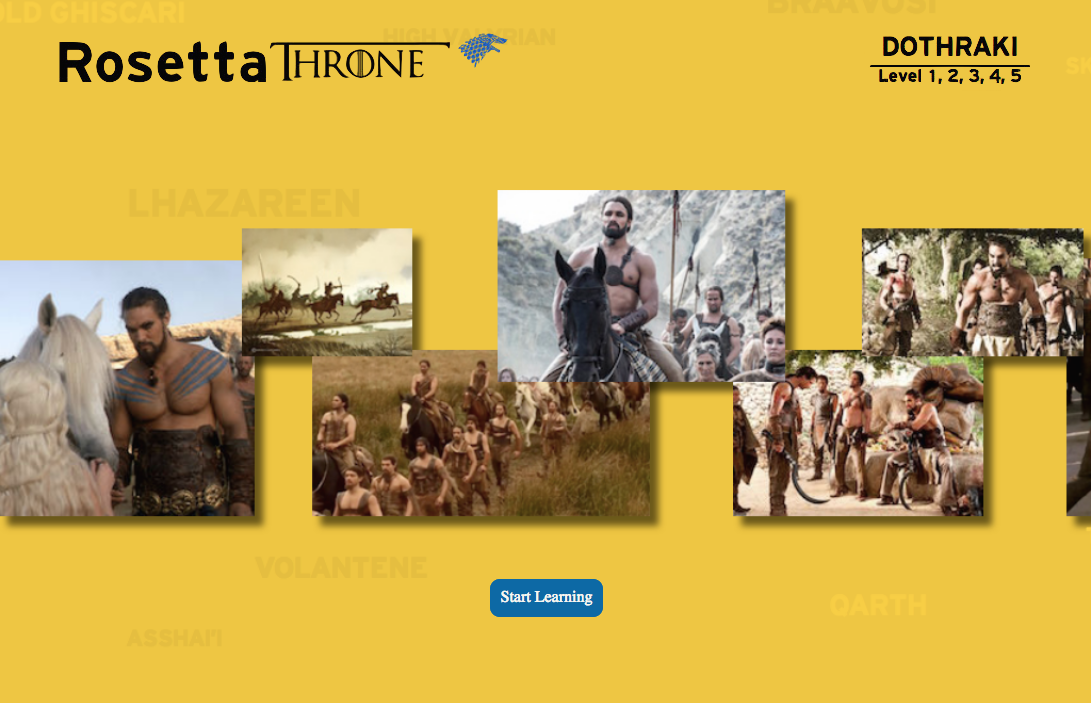 OLD GHISCARI
BRAAVOSI
HIGH VALYRIAN
Rosetta THRONE
DOTHRAKI
Level 1, 2, 3, 4, 5
LHAZAREEN
VOLANTENE
Start Learning
QARTH
ASSHAI'I